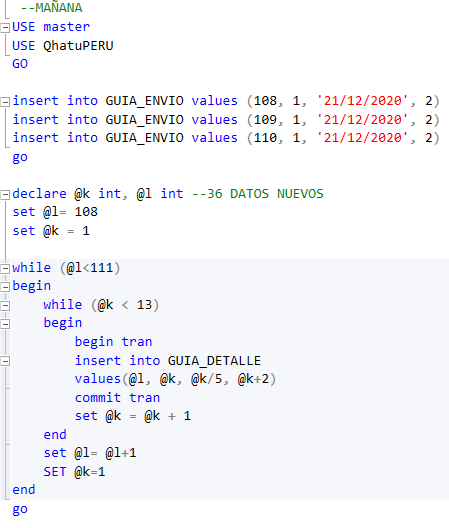 --MAÑANA
USE master
USE QhatuPERU
GO
insert into GUIA_ENVIO values (108, 1, '21/12/2020', 2)
insert into GUIA_ENVIO values (109, 1, '21/12/2020', 2)
insert into GUIA_ENVIO values (110, 1, '21/12/2020', 2)
go
declare @k int, @l int --36 DATOS NUEVOS
set @l= 108
set @k = 1
while (@l<111)
begin
while (@k < 13)
begin
begin tran
insert into GUIA_DETALLE
values(@l, @k, @k/5, @k+2)
commit tran
set @k = @k + 1
end
set @l= @l+1
SET @k=1
end
go